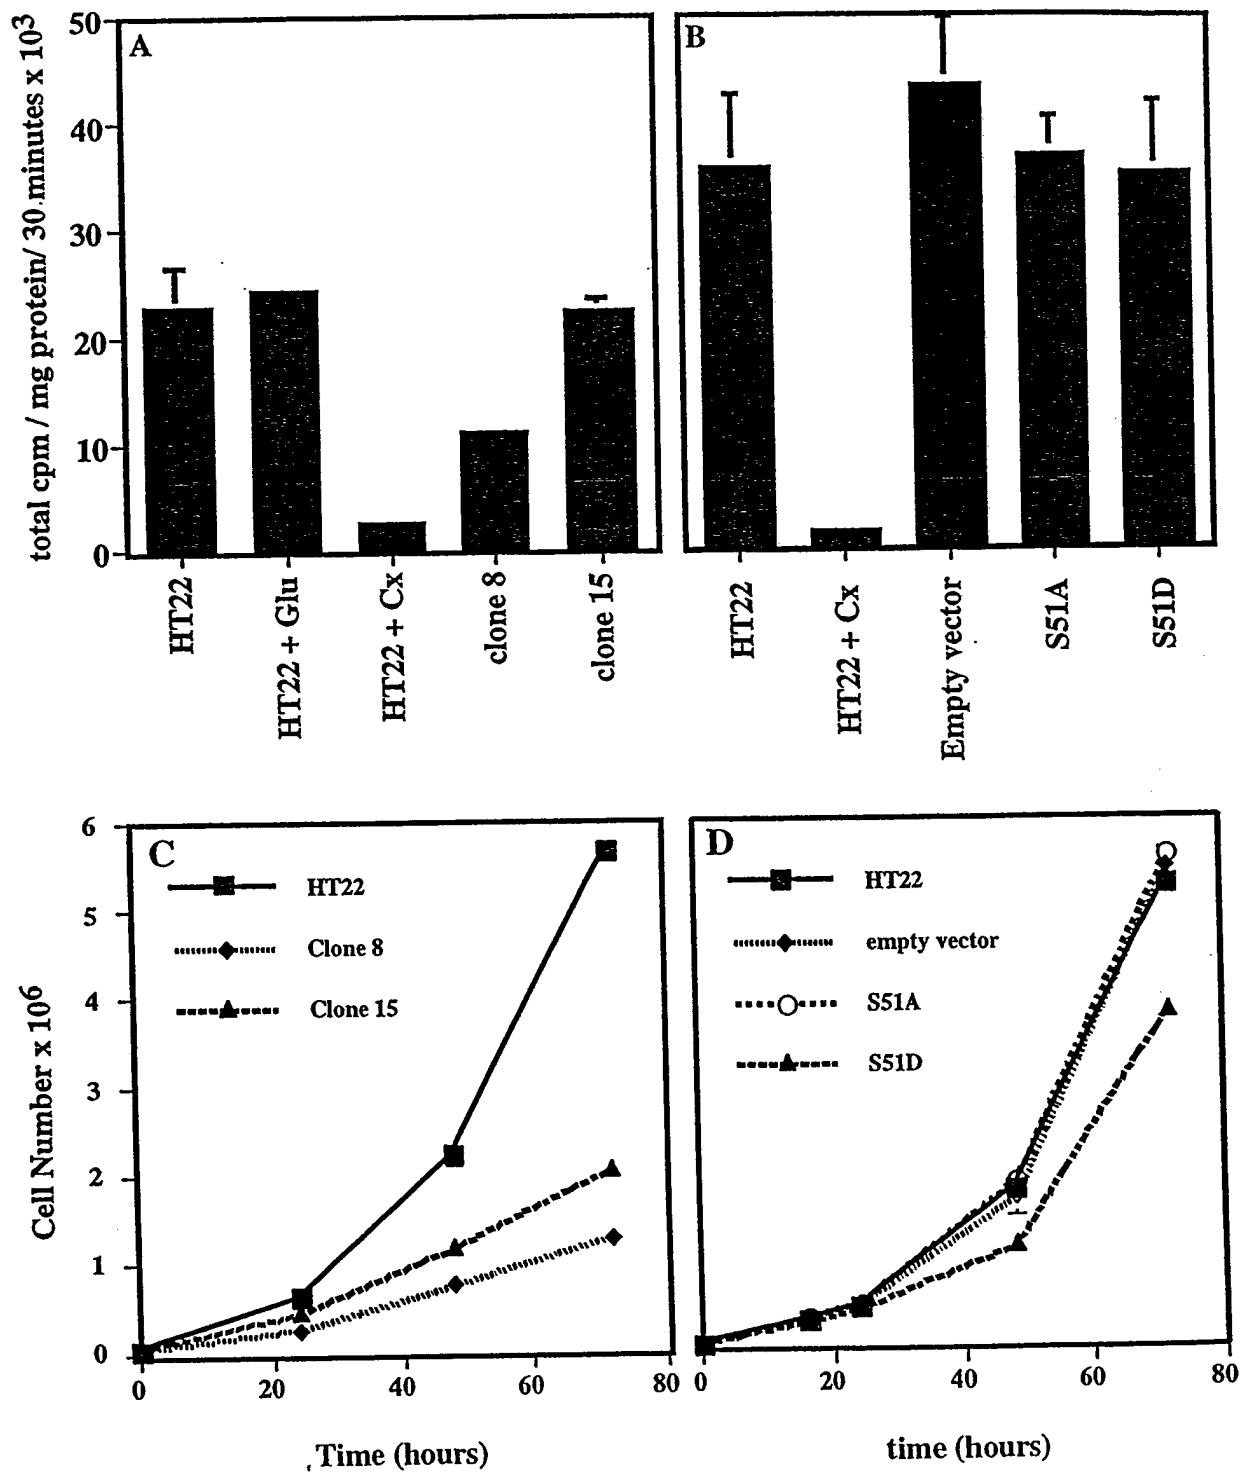 total cpm / mg protein/ 30 minutes x 10³
50
40
30
20
10
0
A
HT22
HT22 + Glu
HT22 + Cx
clone 8
clone 15
B
HT22
HT22 + Cx
Empty vector
S51A
S51D
Cell Number x 10⁶
6
5
4
3
2
1
0
C
HT22
Clone 8
Clone 15
0
20
40
60
80
Time (hours)
D
HT22
empty vector
S51A
S51D
0
20
40
60
80
time (hours)